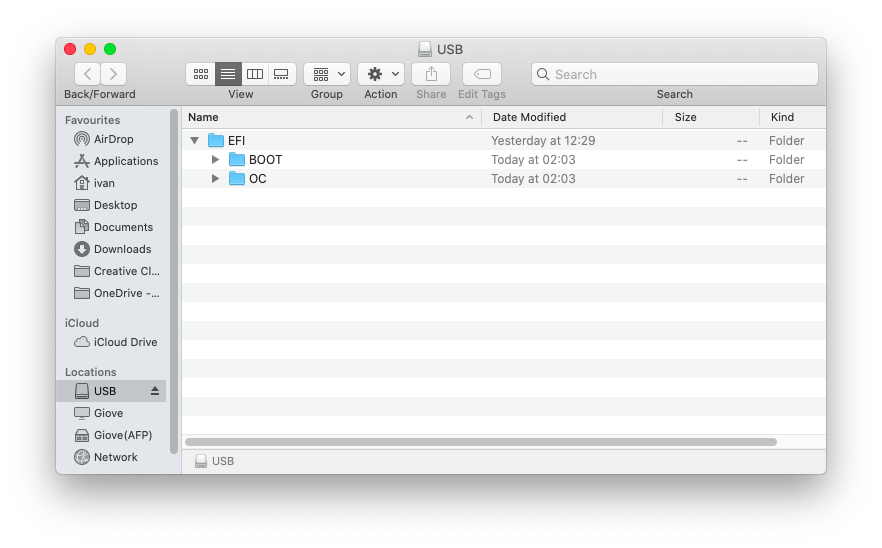 USB
Back/Forward View Group Action Share Edit Tags Search
Search
Name Date Modified Size Kind
EFI Yesterday at 12:29 -- Folder
BOOT Today at 02:03 -- Folder
OC Today at 02:03 -- Folder
Favourites
AirDrop
Applications
ivan
Desktop
Documents
Downloads
Creative Cl...
OneDrive -...
iCloud
iCloud Drive
Locations
USB
Giove
Giove(AFP)
Network
USB